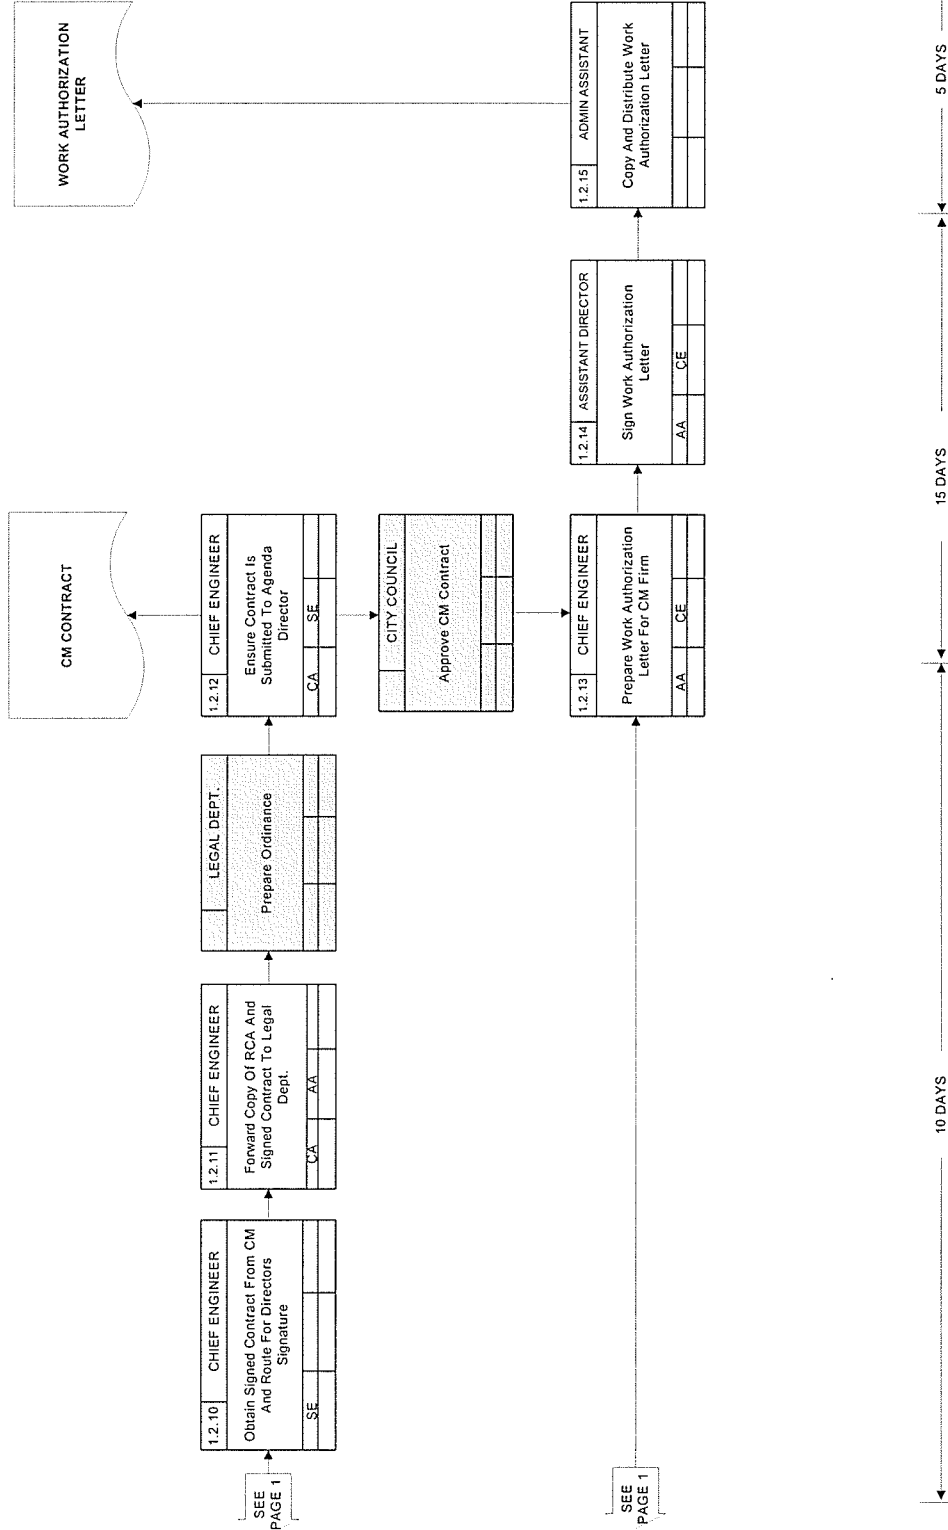 CM CONTRACT
WORK AUTHORIZATION
LETTER
SEE
PAGE 1
1.2.10 CHIEF ENGINEER
Obtain Signed Contract From CM
And Route For Directors
Signature
SE
1.2.11 CHIEF ENGINEER
Forward Copy Of RCA And
Signed Contract To Legal
Dept.
CA AA
LEGAL DEPT.
Prepare Ordinance
1.2.12 CHIEF ENGINEER
Ensure Contract Is
Submitted To Agenda
Director
CA SE
CITY COUNCIL
Approve CM Contract
SEE
PAGE 1
1.2.13 CHIEF ENGINEER
Prepare Work Authorization
Letter For CM Firm
AA CE
1.2.14 ASSISTANT DIRECTOR
Sign Work Authorization
Letter
AA CE
1.2.15 ADMIN ASSISTANT
Copy And Distribute Work
Authorization Letter
10 DAYS
15 DAYS
5 DAYS